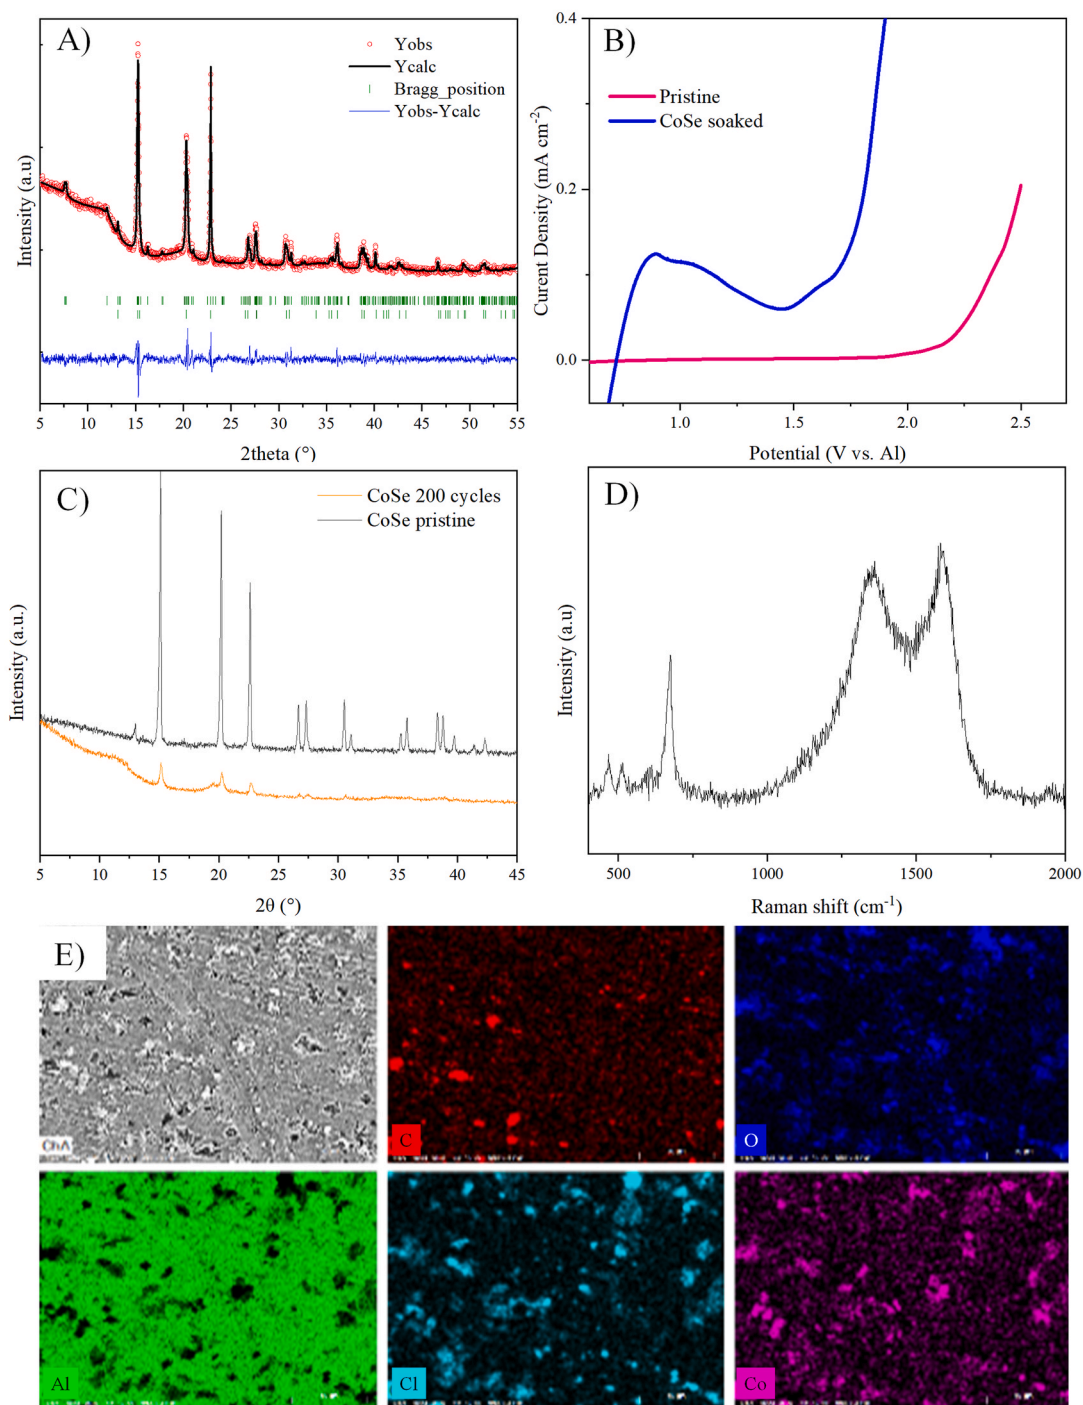 A)
Yobs
Ycalc
Bragg_position
Yobs-Ycalc
Intensity (a.u)
5 10 15 20 25 30 35 40 45 50 55
2theta (°)
B)
Pristine
CoSe soaked
0.4
0.2
0.0
Curent Density (mA cm-2)
1.0 1.5 2.0 2.5
Potential (V vs. Al)
C)
CoSe 200 cycles
CoSe pristine
Intensity (a.u.)
5 10 15 20 25 30 35 40 45
2θ (°)
D)
Intensity (a.u)
500 1000 1500 2000
Raman shift (cm-1)
E)
C
O
Al
Cl
Co